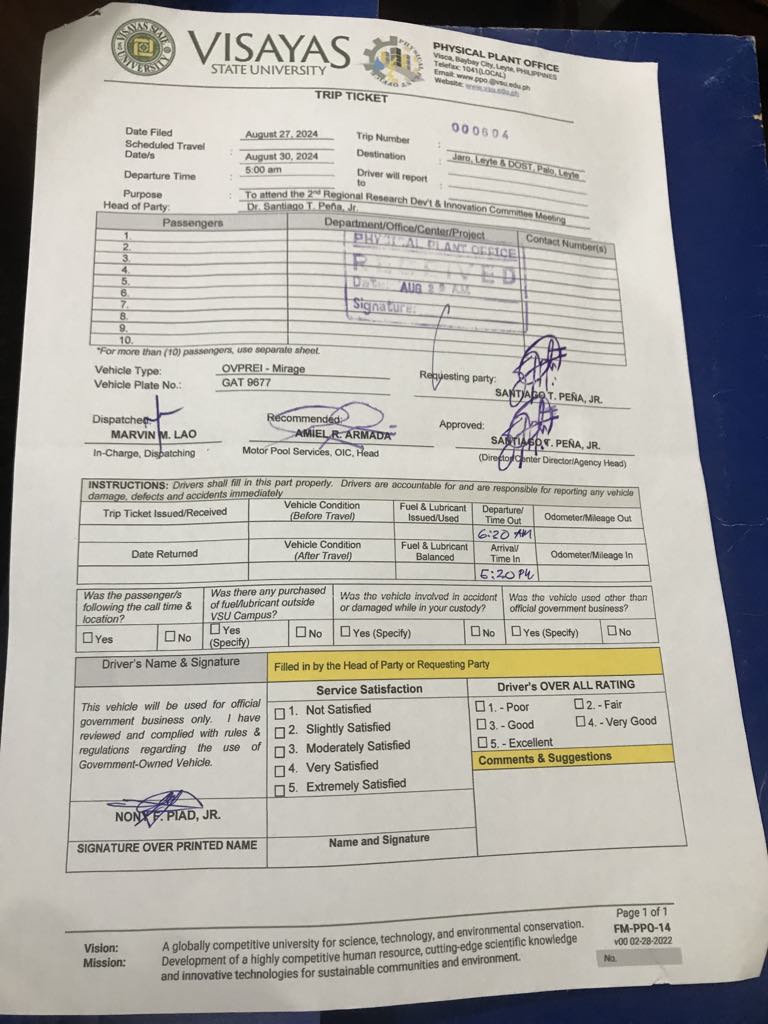 VISAYAS
STATE UNIVERSITY
PHYSICAL PLANT OFFICE
Visca, Baybay City, Leyte, PHILIPPINES
Telefax: 1041(LOCAL)
Email: www.ppo.@vsu.edu.ph
Website: www.vsu.edu.ph
TRIP TICKET
Date Filed August 27, 2024 Trip Number : 000604
Scheduled Travel
Date/s : August 30, 2024 Destination : Jaro, Leyte & DOST, Palo, Leyte
Departure Time : 5:00 am Driver will report to :
Purpose : To attend the 2nd Regional Research Dev't & Innovation Committee Meeting
Head of Party: Dr. Santiago T. Peña, Jr.
Passengers Department/Office/Center/Project Contact Number(s)
1.
2.
3.
4.
5.
6.
7.
8.
9.
10.
PHYSICAL PLANT OFFICE
RECEIVED
Date: AUG 2
Signature:
*For more than (10) passengers, use separate sheet.
Vehicle Type: OVPREI - Mirage
Vehicle Plate No.: GAT 9677
Requesting party:
SANTIAGO T. PEÑA, JR.
Dispatched: Recommended: Approved:
MARVIN M. LAO AMIEL R. ARMADA SANTIAGO T. PEÑA, JR.
In-Charge, Dispatching Motor Pool Services, OIC, Head (Director/Center Director/Agency Head)
INSTRUCTIONS: Drivers shall fill in this part properly. Drivers are accountable for and are responsible for reporting any vehicle
damage, defects and accidents immediately
Trip Ticket Issued/Received Vehicle Condition (Before Travel) Fuel & Lubricant Issued/Used Departure/ Time Out Odometer/Mileage Out
6:20 AM
Date Returned Vehicle Condition (After Travel) Fuel & Lubricant Balanced Arrival/ Time In Odometer/Mileage In
5:20 PM
Was the passenger/s following the call time & location? Was there any purchased of fuel/lubricant outside VSU Campus? Was the vehicle involved in accident or damaged while in your custody? Was the vehicle used other than official government business?
☐ Yes ☐ No ☐ Yes (Specify) ☐ No ☐ Yes (Specify) ☐ No ☐ Yes (Specify) ☐ No
Driver's Name & Signature Filled in by the Head of Party or Requesting Party
This vehicle will be used for official
government business only. I have
reviewed and complied with rules &
regulations regarding the use of
Government-Owned Vehicle.
NONY F. PIAD, JR.
SIGNATURE OVER PRINTED NAME
Service Satisfaction
☐ 1. Not Satisfied
☐ 2. Slightly Satisfied
☐ 3. Moderately Satisfied
☐ 4. Very Satisfied
☐ 5. Extremely Satisfied
Name and Signature
Driver's OVER ALL RATING
☐ 1. - Poor ☐ 2. - Fair
☐ 3. - Good ☐ 4. - Very Good
☐ 5. - Excellent
Comments & Suggestions
Vision: A globally competitive university for science, technology, and environmental conservation.
Mission: Development of a highly competitive human resource, cutting-edge scientific knowledge
and innovative technologies for sustainable communities and environment.
Page 1 of 1
FM-PPO-14
v00 02-28-2022
No.